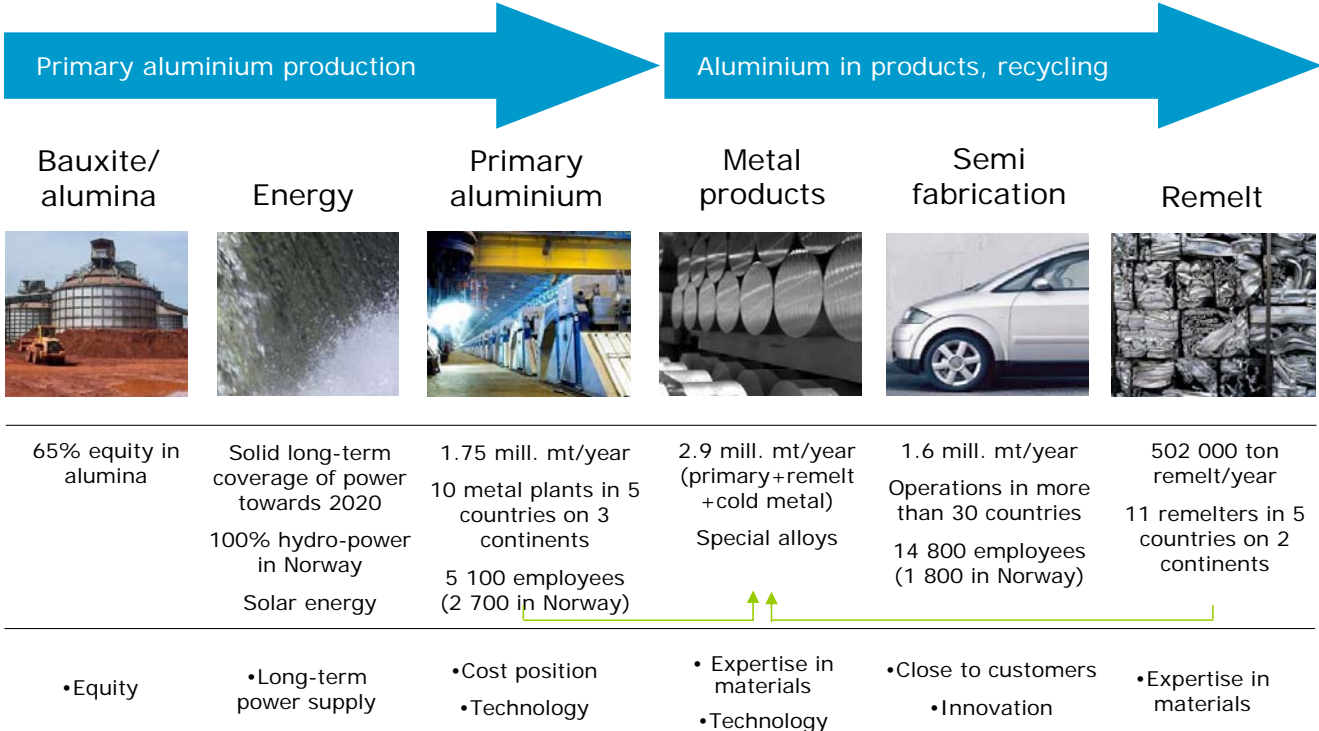 Primary aluminium production
Aluminium in products, recycling
Bauxite/
alumina
Energy
Primary
aluminium
Metal
products
Semi
fabrication
Remelt
65% equity in
alumina
Solid long-term
coverage of power
towards 2020
100% hydro-power
in Norway
Solar energy
1.75 mill. mt/year
10 metal plants in 5
countries on 3
continents
5 100 employees
(2 700 in Norway)
2.9 mill. mt/year
(primary+remelt
+cold metal)
Special alloys
1.6 mill. mt/year
Operations in more
than 30 countries
14 800 employees
(1 800 in Norway)
502 000 ton
remelt/year
11 remelters in 5
countries on 2
continents
•Equity
•Long-term
power supply
•Cost position
•Technology
• Expertise in
materials
•Technology
•Close to customers
•Innovation
•Expertise in
materials